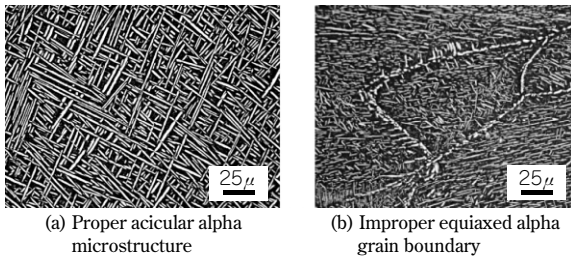 25μ
25μ
(a) Proper acicular alpha
microstructure
(b) Improper equiaxed alpha
grain boundary